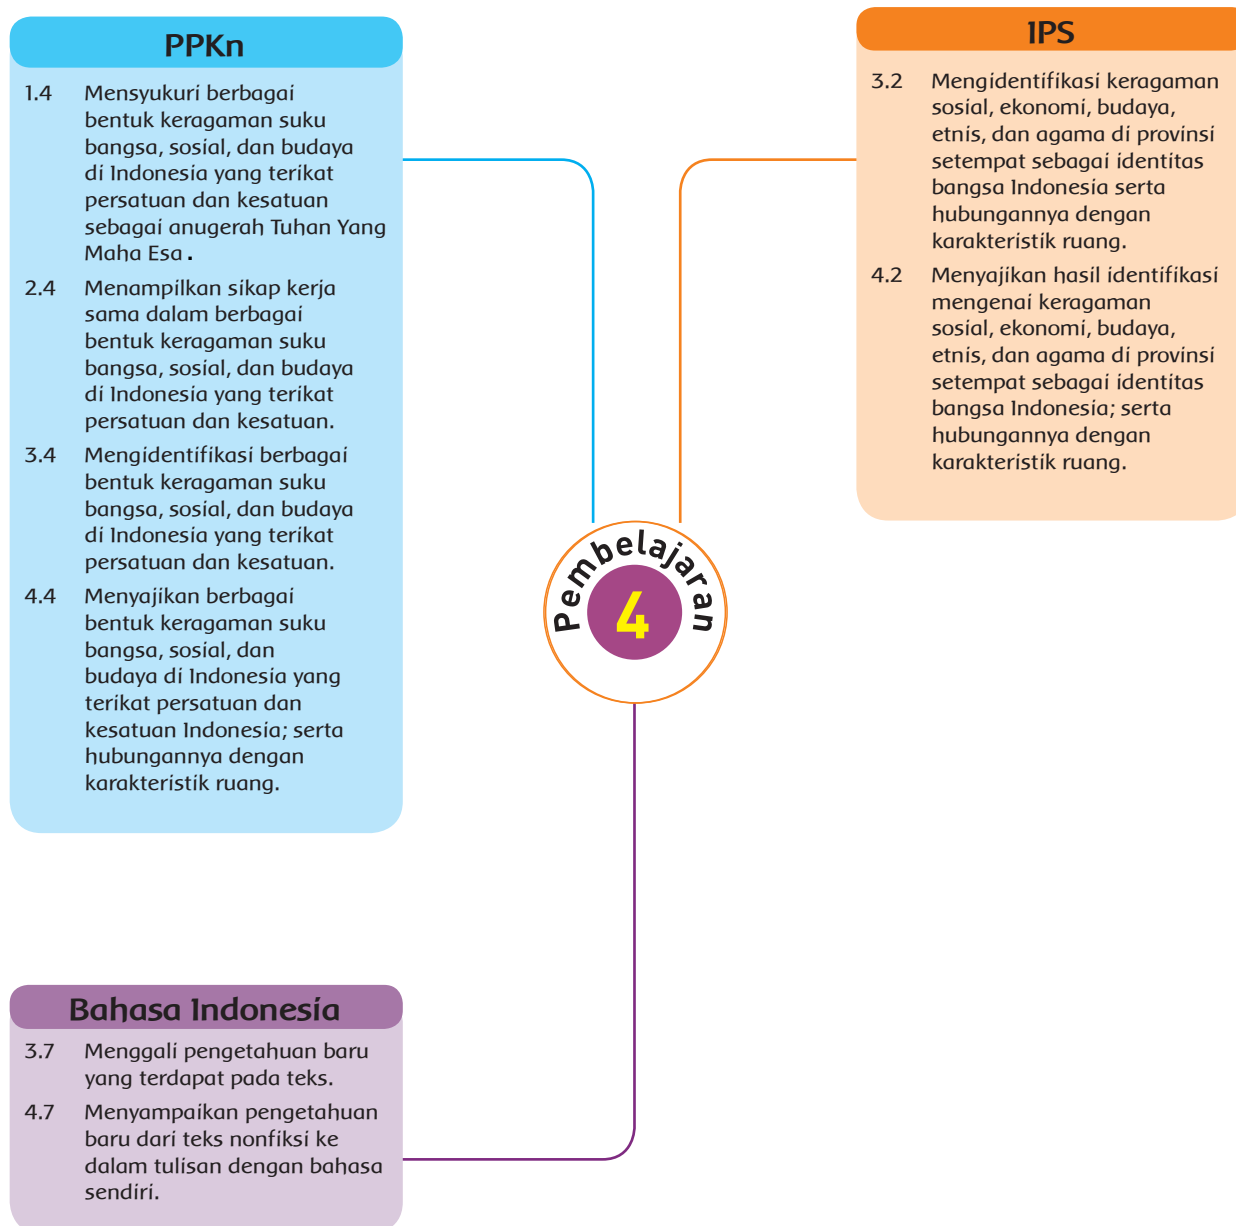 PPKn
1.4 Mensyukuri berbagai
bentuk keragaman suku
bangsa, sosial, dan budaya
di Indonesia yang terikat
persatuan dan kesatuan
sebagai anugerah Tuhan Yang
Maha Esa .
2.4 Menampilkan sikap kerja
sama dalam berbagai
bentuk keragaman suku
bangsa, sosial, dan budaya
di Indonesia yang terikat
persatuan dan kesatuan.
3.4 Mengidentifikasi berbagai
bentuk keragaman suku
bangsa, sosial, dan budaya
di Indonesia yang terikat
persatuan dan kesatuan.
4.4 Menyajikan berbagai
bentuk keragaman suku
bangsa, sosial, dan
budaya di Indonesia yang
terikat persatuan dan
kesatuan Indonesia; serta
hubungannya dengan
karakteristik ruang.
IPS
3.2 Mengidentifikasi keragaman
sosial, ekonomi, budaya,
etnis, dan agama di provinsi
setempat sebagai identitas
bangsa Indonesia serta
hubungannya dengan
karakteristik ruang.
4.2 Menyajikan hasil identifikasi
mengenai keragaman
sosial, ekonomi, budaya,
etnis, dan agama di provinsi
setempat sebagai identitas
bangsa Indonesia; serta
hubungannya dengan
karakteristik ruang.
Pembelajaran
4
Bahasa Indonesia
3.7 Menggali pengetahuan baru
yang terdapat pada teks.
4.7 Menyampaikan pengetahuan
baru dari teks nonfiksi ke
dalam tulisan dengan bahasa
sendiri.